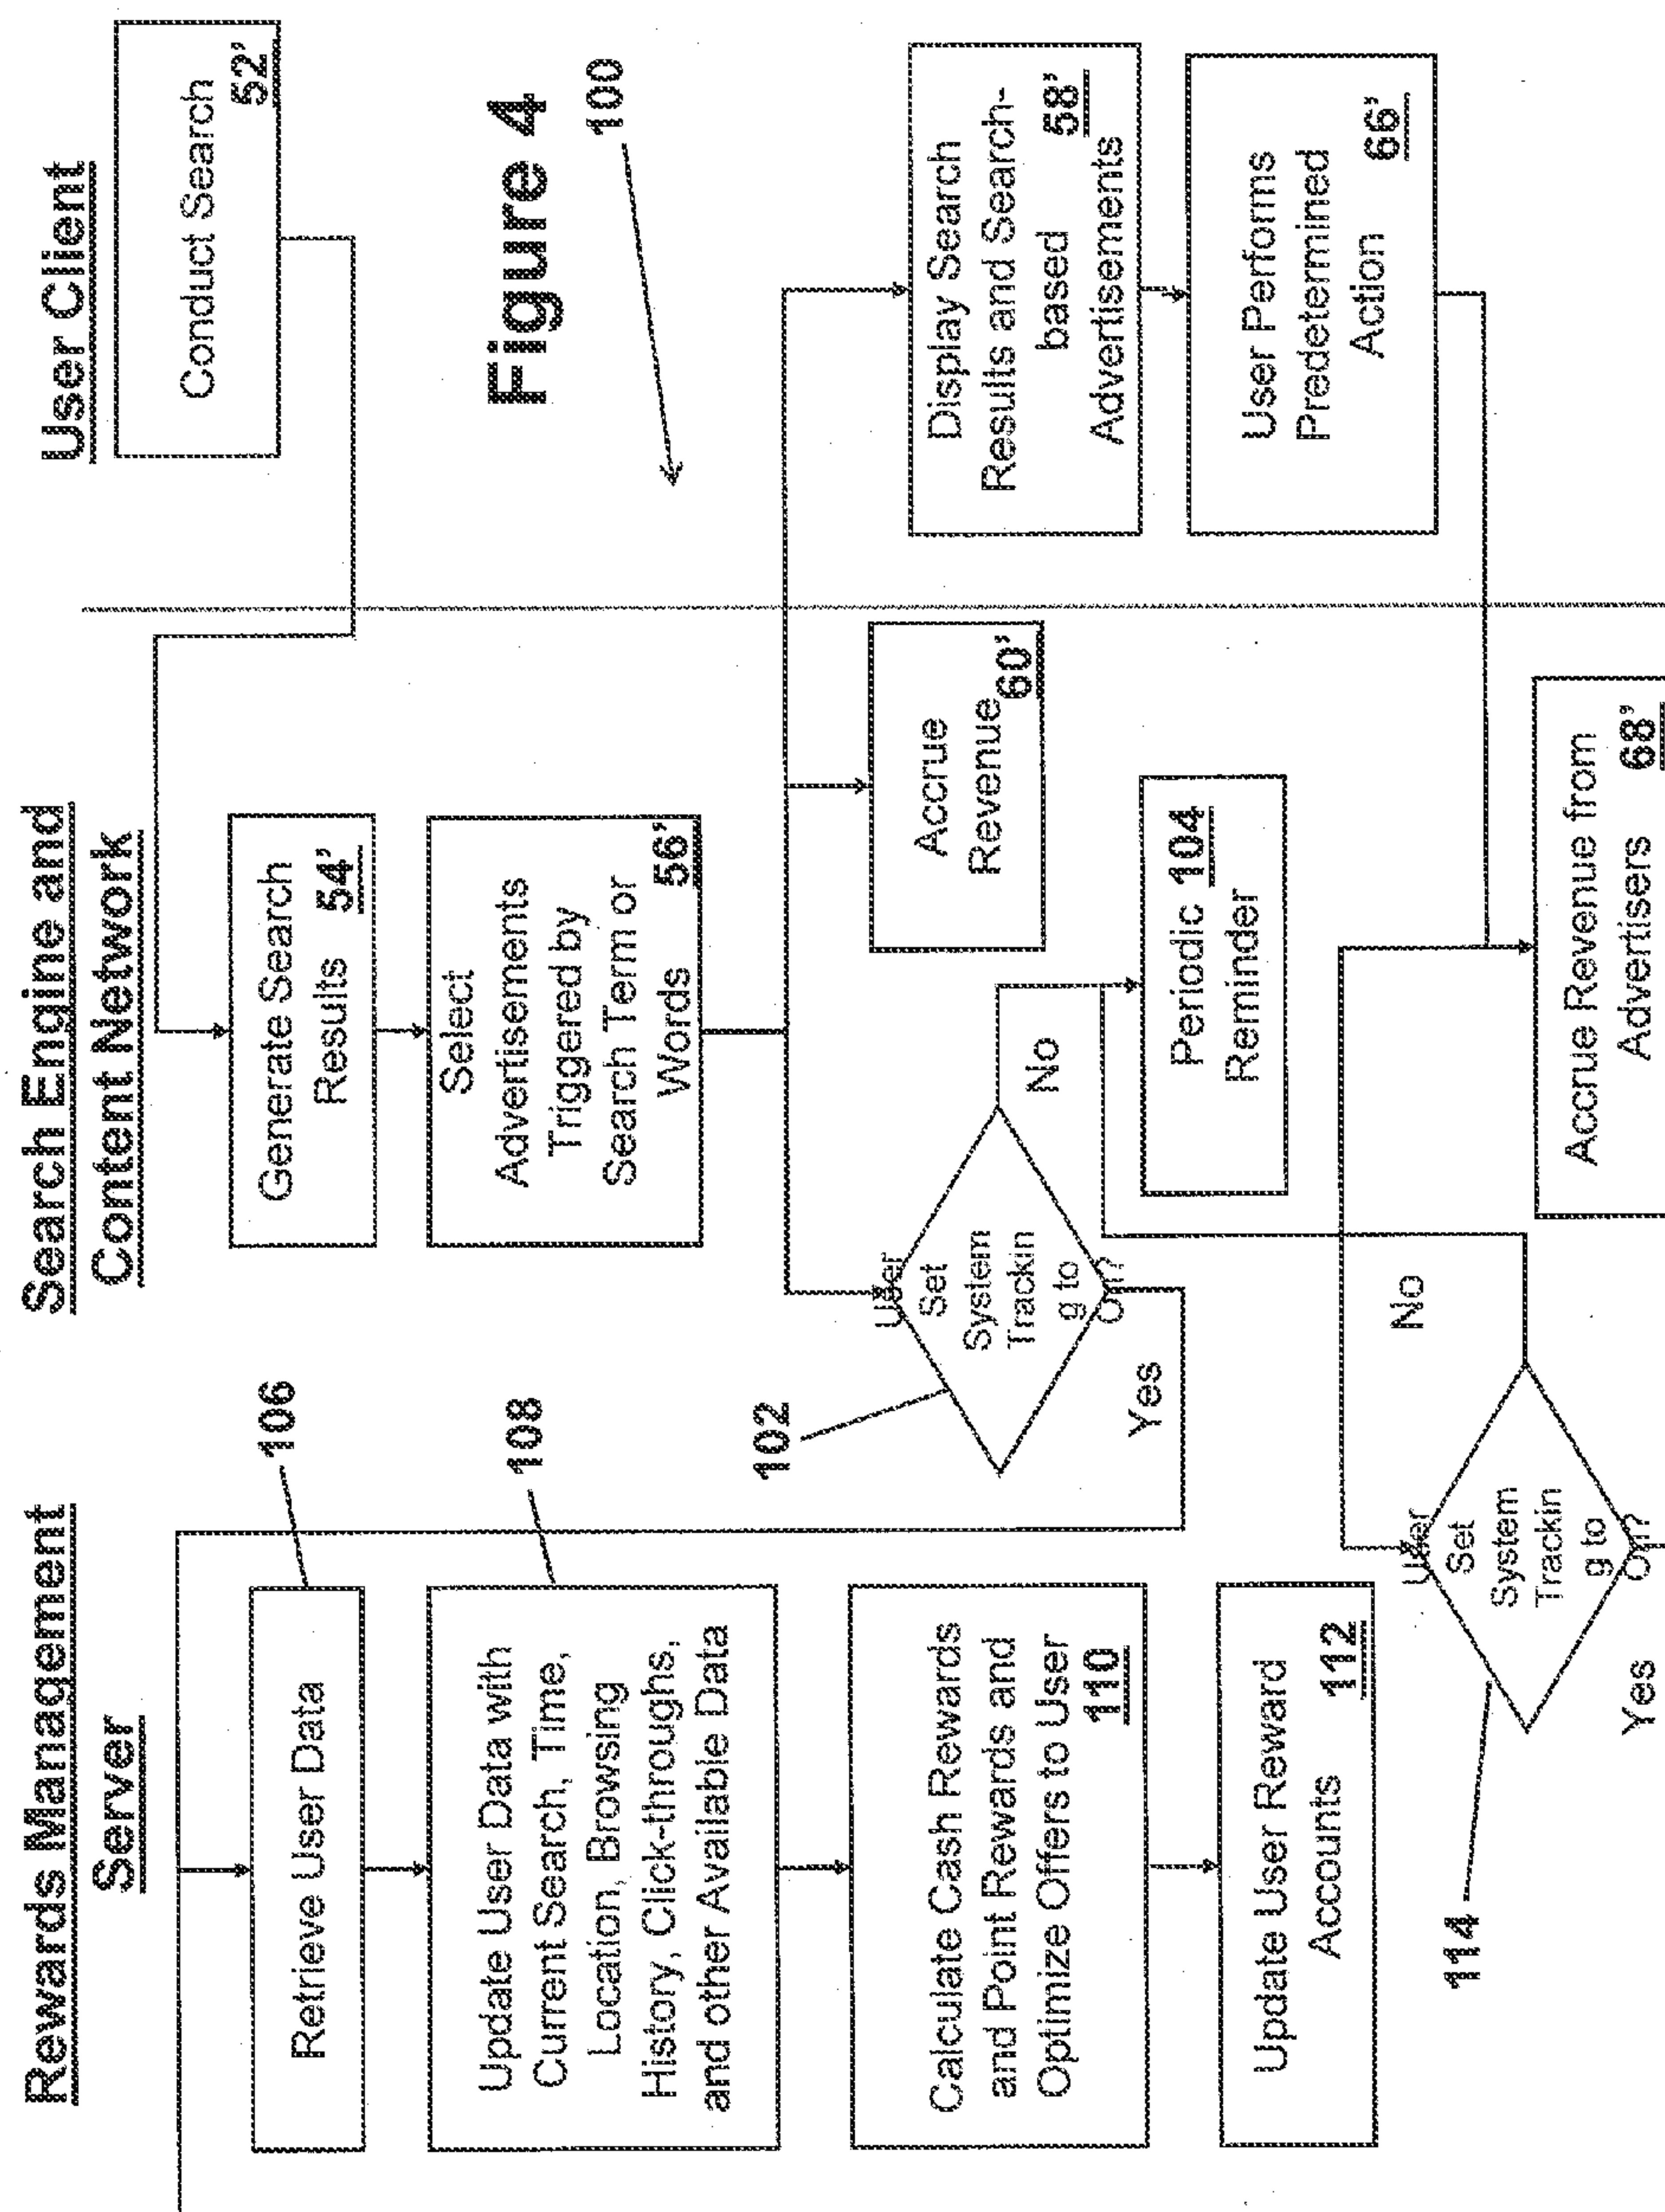 Rewards Management
Server
106
Retrieve User Data
108
Update User Data with
Current Search, Time,
Location, Browsing
History, Click-throughs,
and other Available Data
Calculate Cash Rewards
and Point Rewards and
Optimize Offers to User
110
Update User Reward
Accounts 112
114
Search Engine and
Content Network
Generate Search
Results 54'
Select
Advertisements
Triggered by
Search Term or
Words 56'
102
User
Set
System
Trackin
g to
On?
Yes
No
Accrue
Revenue 60'
Periodic 104
Reminder
User
Set
System
Trackin
g to
On?
Yes
No
Accrue Revenue from
Advertisers 68'
User Client
Conduct Search
52'
Figure 4
100
Display Search
Results and Search-
based 58'
Advertisements
User Performs
Predetermined
Action 66'